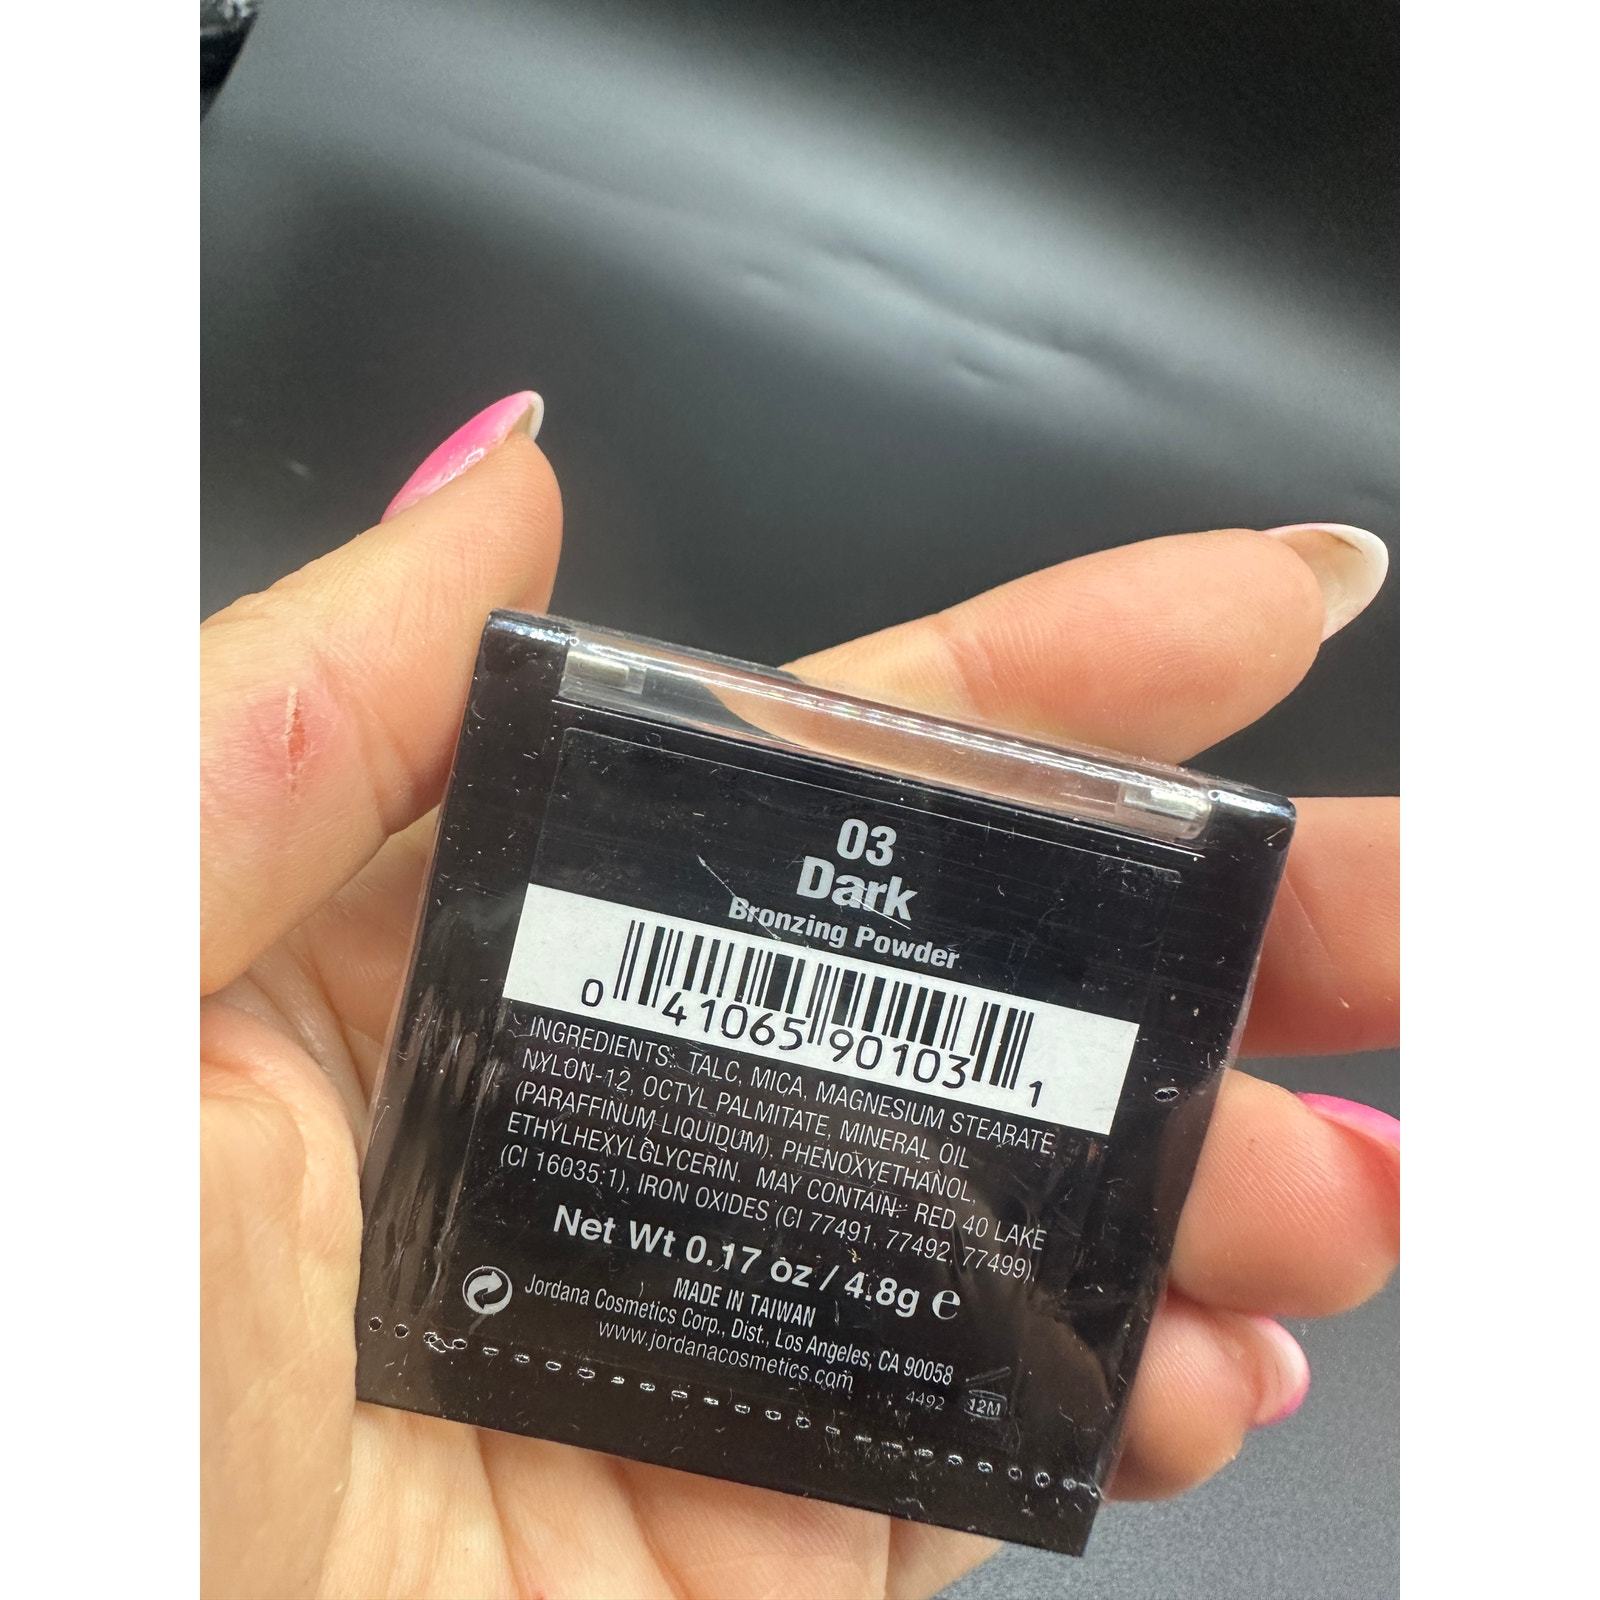 03
Dark
Bronzing Powder
0 41065 90103 1
INGREDIENTS: TALC, MICA, MAGNESIUM STEARATE,
NYLON-12, OCTYL PALMITATE, MINERAL OIL
(PARAFFINUM LIQUIDUM), PHENOXYETHANOL,
ETHYLHEXYLGLYCERIN. MAY CONTAIN: RED 40 LAKE
(CI 16035:1), IRON OXIDES (CI 77491, 77492, 77499).
Net Wt 0.17 oz / 4.8g e
MADE IN TAIWAN
Jordana Cosmetics Corp., Dist., Los Angeles, CA 90058
www.jordanacosmetics.com
4492 12M